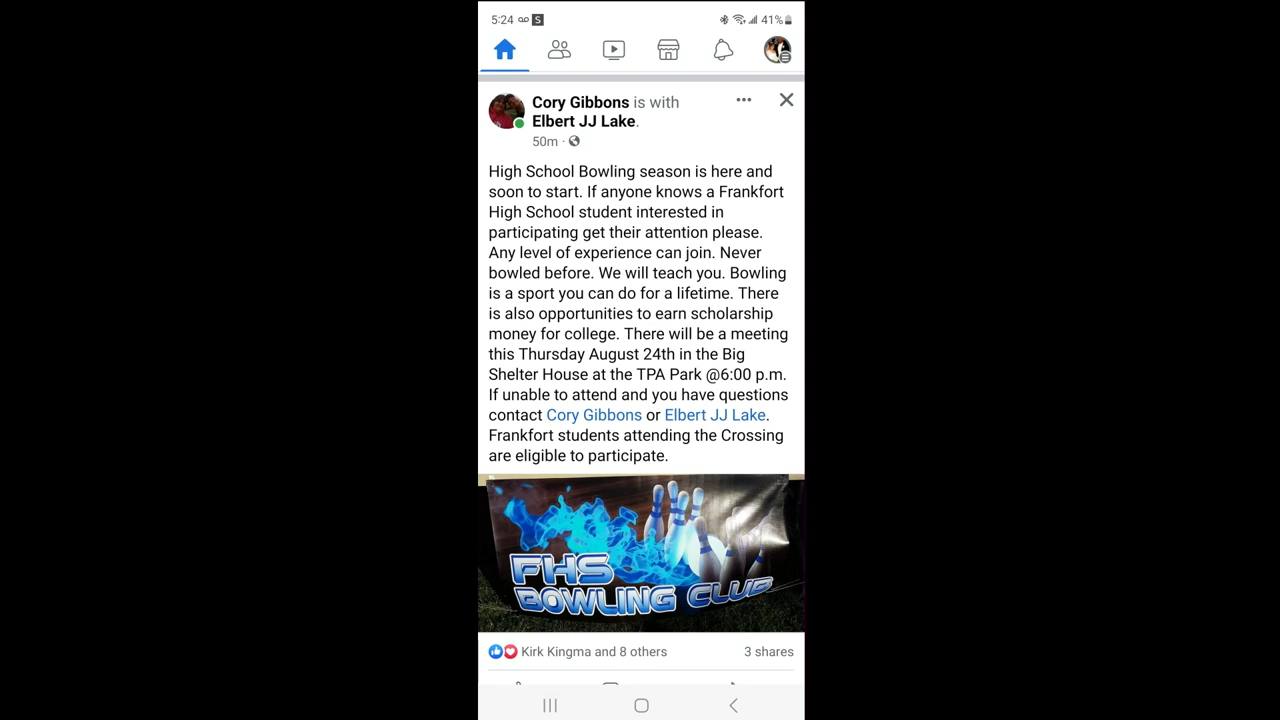 5:24 S 41%
Cory Gibbons is with
Elbert JJ Lake.
50m ·
High School Bowling season is here and
soon to start. If anyone knows a Frankfort
High School student interested in
participating get their attention please.
Any level of experience can join. Never
bowled before. We will teach you. Bowling
is a sport you can do for a lifetime. There
is also opportunities to earn scholarship
money for college. There will be a meeting
this Thursday August 24th in the Big
Shelter House at the TPA Park @6:00 p.m.
If unable to attend and you have questions
contact Cory Gibbons or Elbert JJ Lake.
Frankfort students attending the Crossing
are eligible to participate.
FHS
BOWLING CLUB
Kirk Kingma and 8 others 3 shares